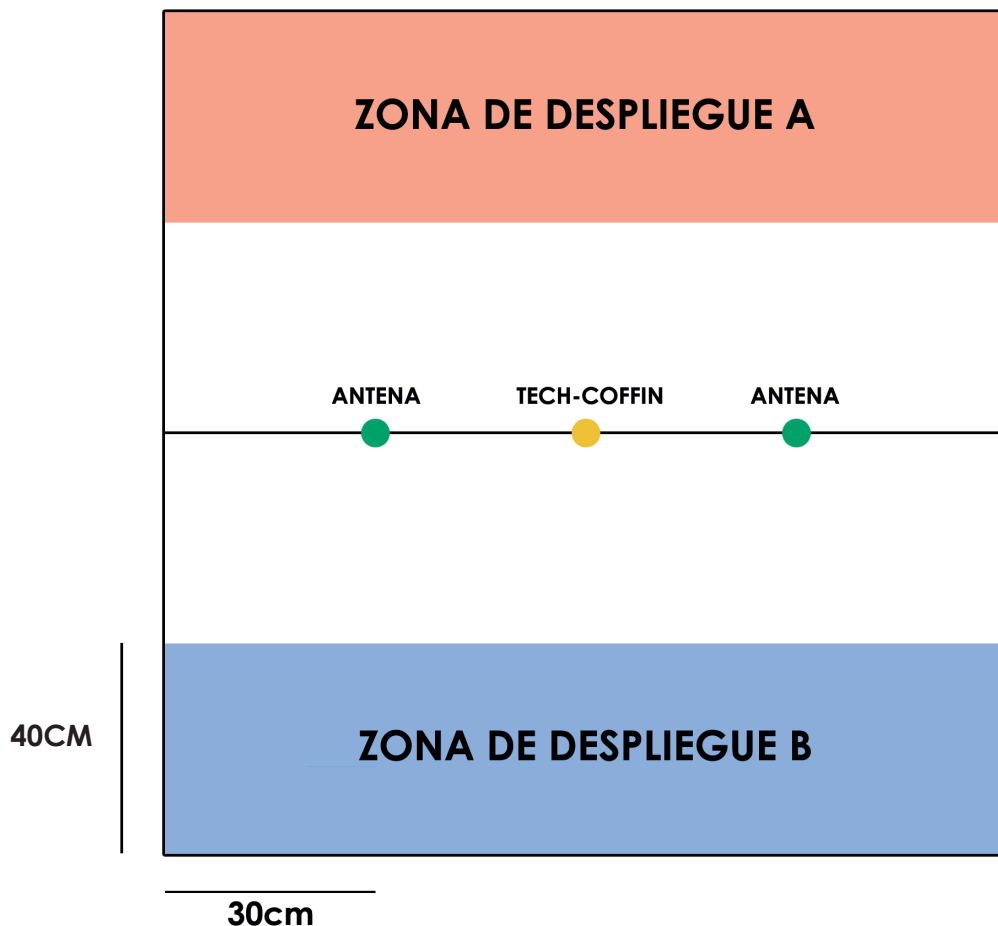 ZONA DE DESPLIEGUE A
ANTENA
TECH-COFFIN
ANTENA
40CM
ZONA DE DESPLIEGUE B
30cm